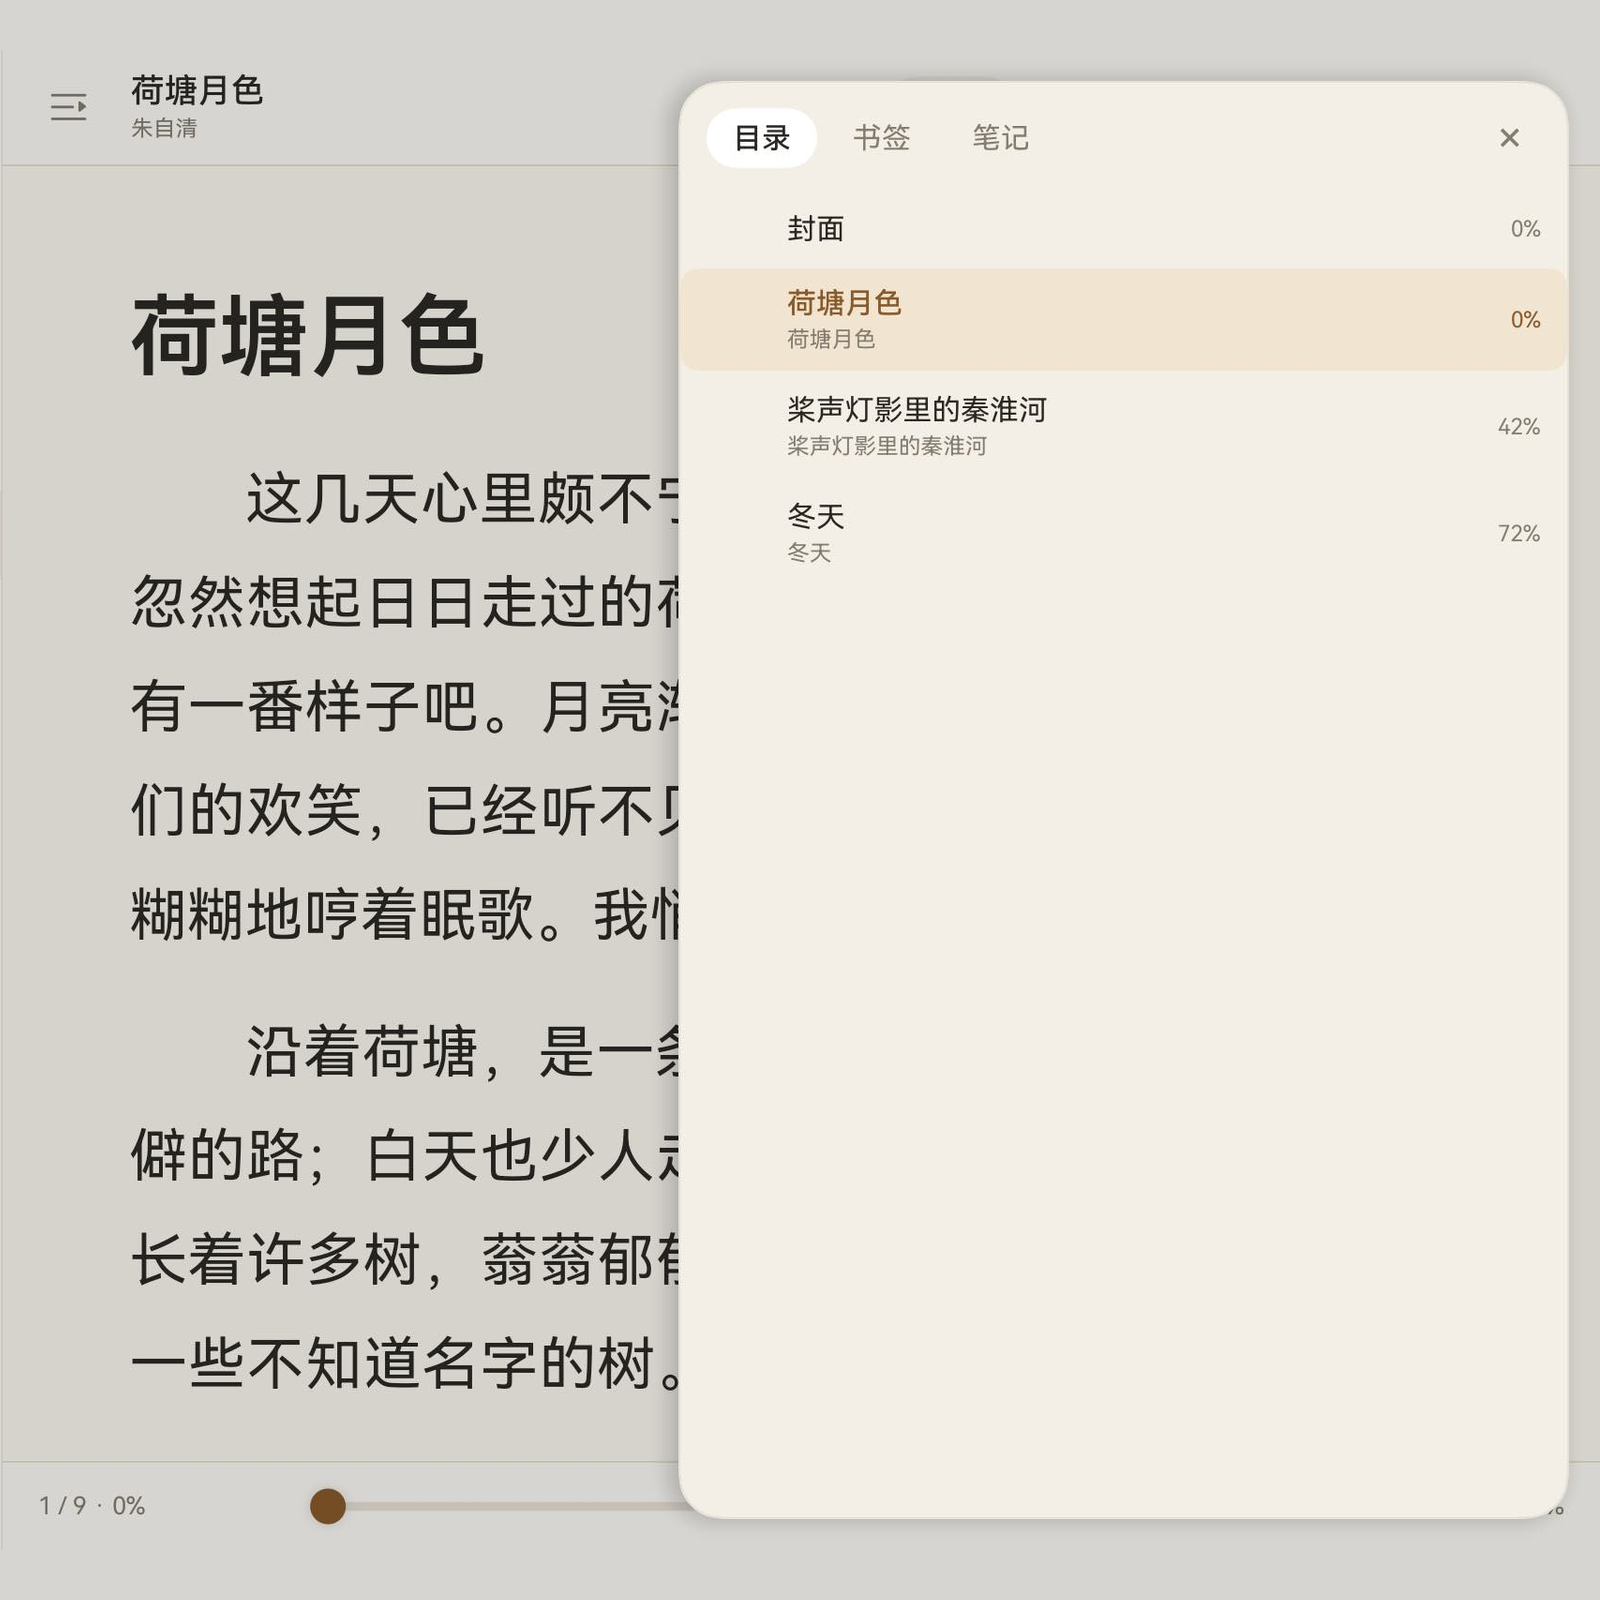 荷塘月色
朱自清
荷塘月色
这几天心里颇不
忽然想起日日走过的
有一番样子吧。月亮
们的欢笑，已经听不
糊糊地哼着眠歌。我
沿着荷塘，是一
僻的路；白天也少人
长着许多树，蓊蓊郁
一些不知道名字的树。
1 / 9 · 0%
目录 书签 笔记 ×
封面 0%
荷塘月色
荷塘月色
0%
桨声灯影里的秦淮河
桨声灯影里的秦淮河
42%
冬天
冬天
72%